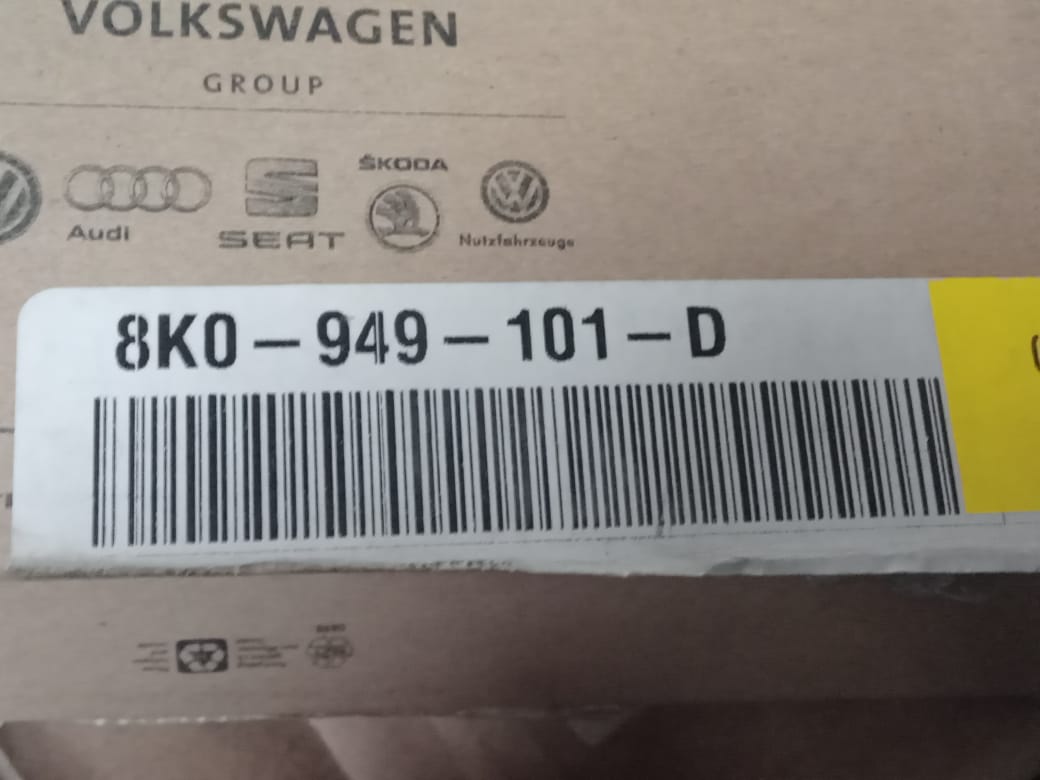 VOLKSWAGEN
GROUP
Audi
SEAT
ŠKODA
Nutzfahrzeuge
8K0-949-101-D